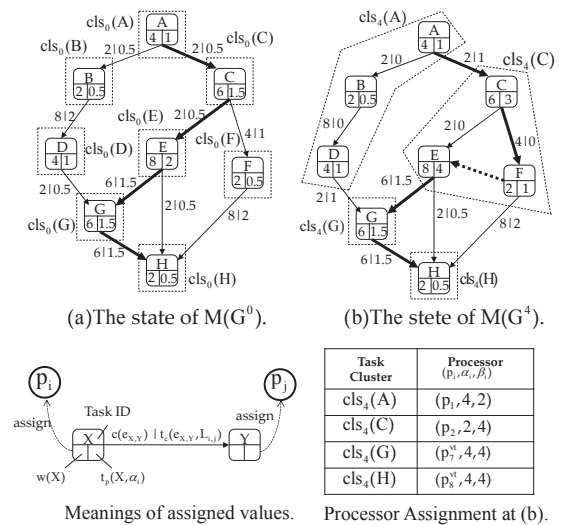 cls₀(A)
A
4 1
cls₀(B)
2|0.5
2|0.5
cls₀(C)
B
2 0.5
C
6 1.5
8|2
cls₀(E)
2|0.5
cls₀(F)
4|1
D
4 1
cls₀(D)
E
8 2
F
2 0.5
2|0.5
6|1.5
cls₀(G)
G
6 1.5
2|0.5
8|2
6|1.5
H
2 0.5
cls₀(H)
(a)The state of M(G⁰).
cls₄(A)
A
4 1
2|0
2|1
cls₄(C)
B
2 0.5
C
6 3
8|0
2|0
4|0
D
4 1
E
8 4
F
2 1
2|1
6|1.5
G
6 1.5
cls₄(G)
2|0.5
8|2
6|1.5
H
2 0.5
cls₄(H)
(b)The stete of M(G⁴).
pᵢ
pⱼ
assign
Task ID
assign
X
c(eX,Y) | tc(eX,Y, Li,j)
Y
w(X)
tp(X,αᵢ)
Meanings of assigned values.
Task Cluster
Processor (pᵢ,αᵢ,βᵢ)
cls₄(A) (p₁,4,2)
cls₄(C) (p₂,2,4)
cls₄(G) (p₇ᵛᵗ,4,4)
cls₄(H) (p₈ᵛᵗ,4,4)
Processor Assignment at (b).